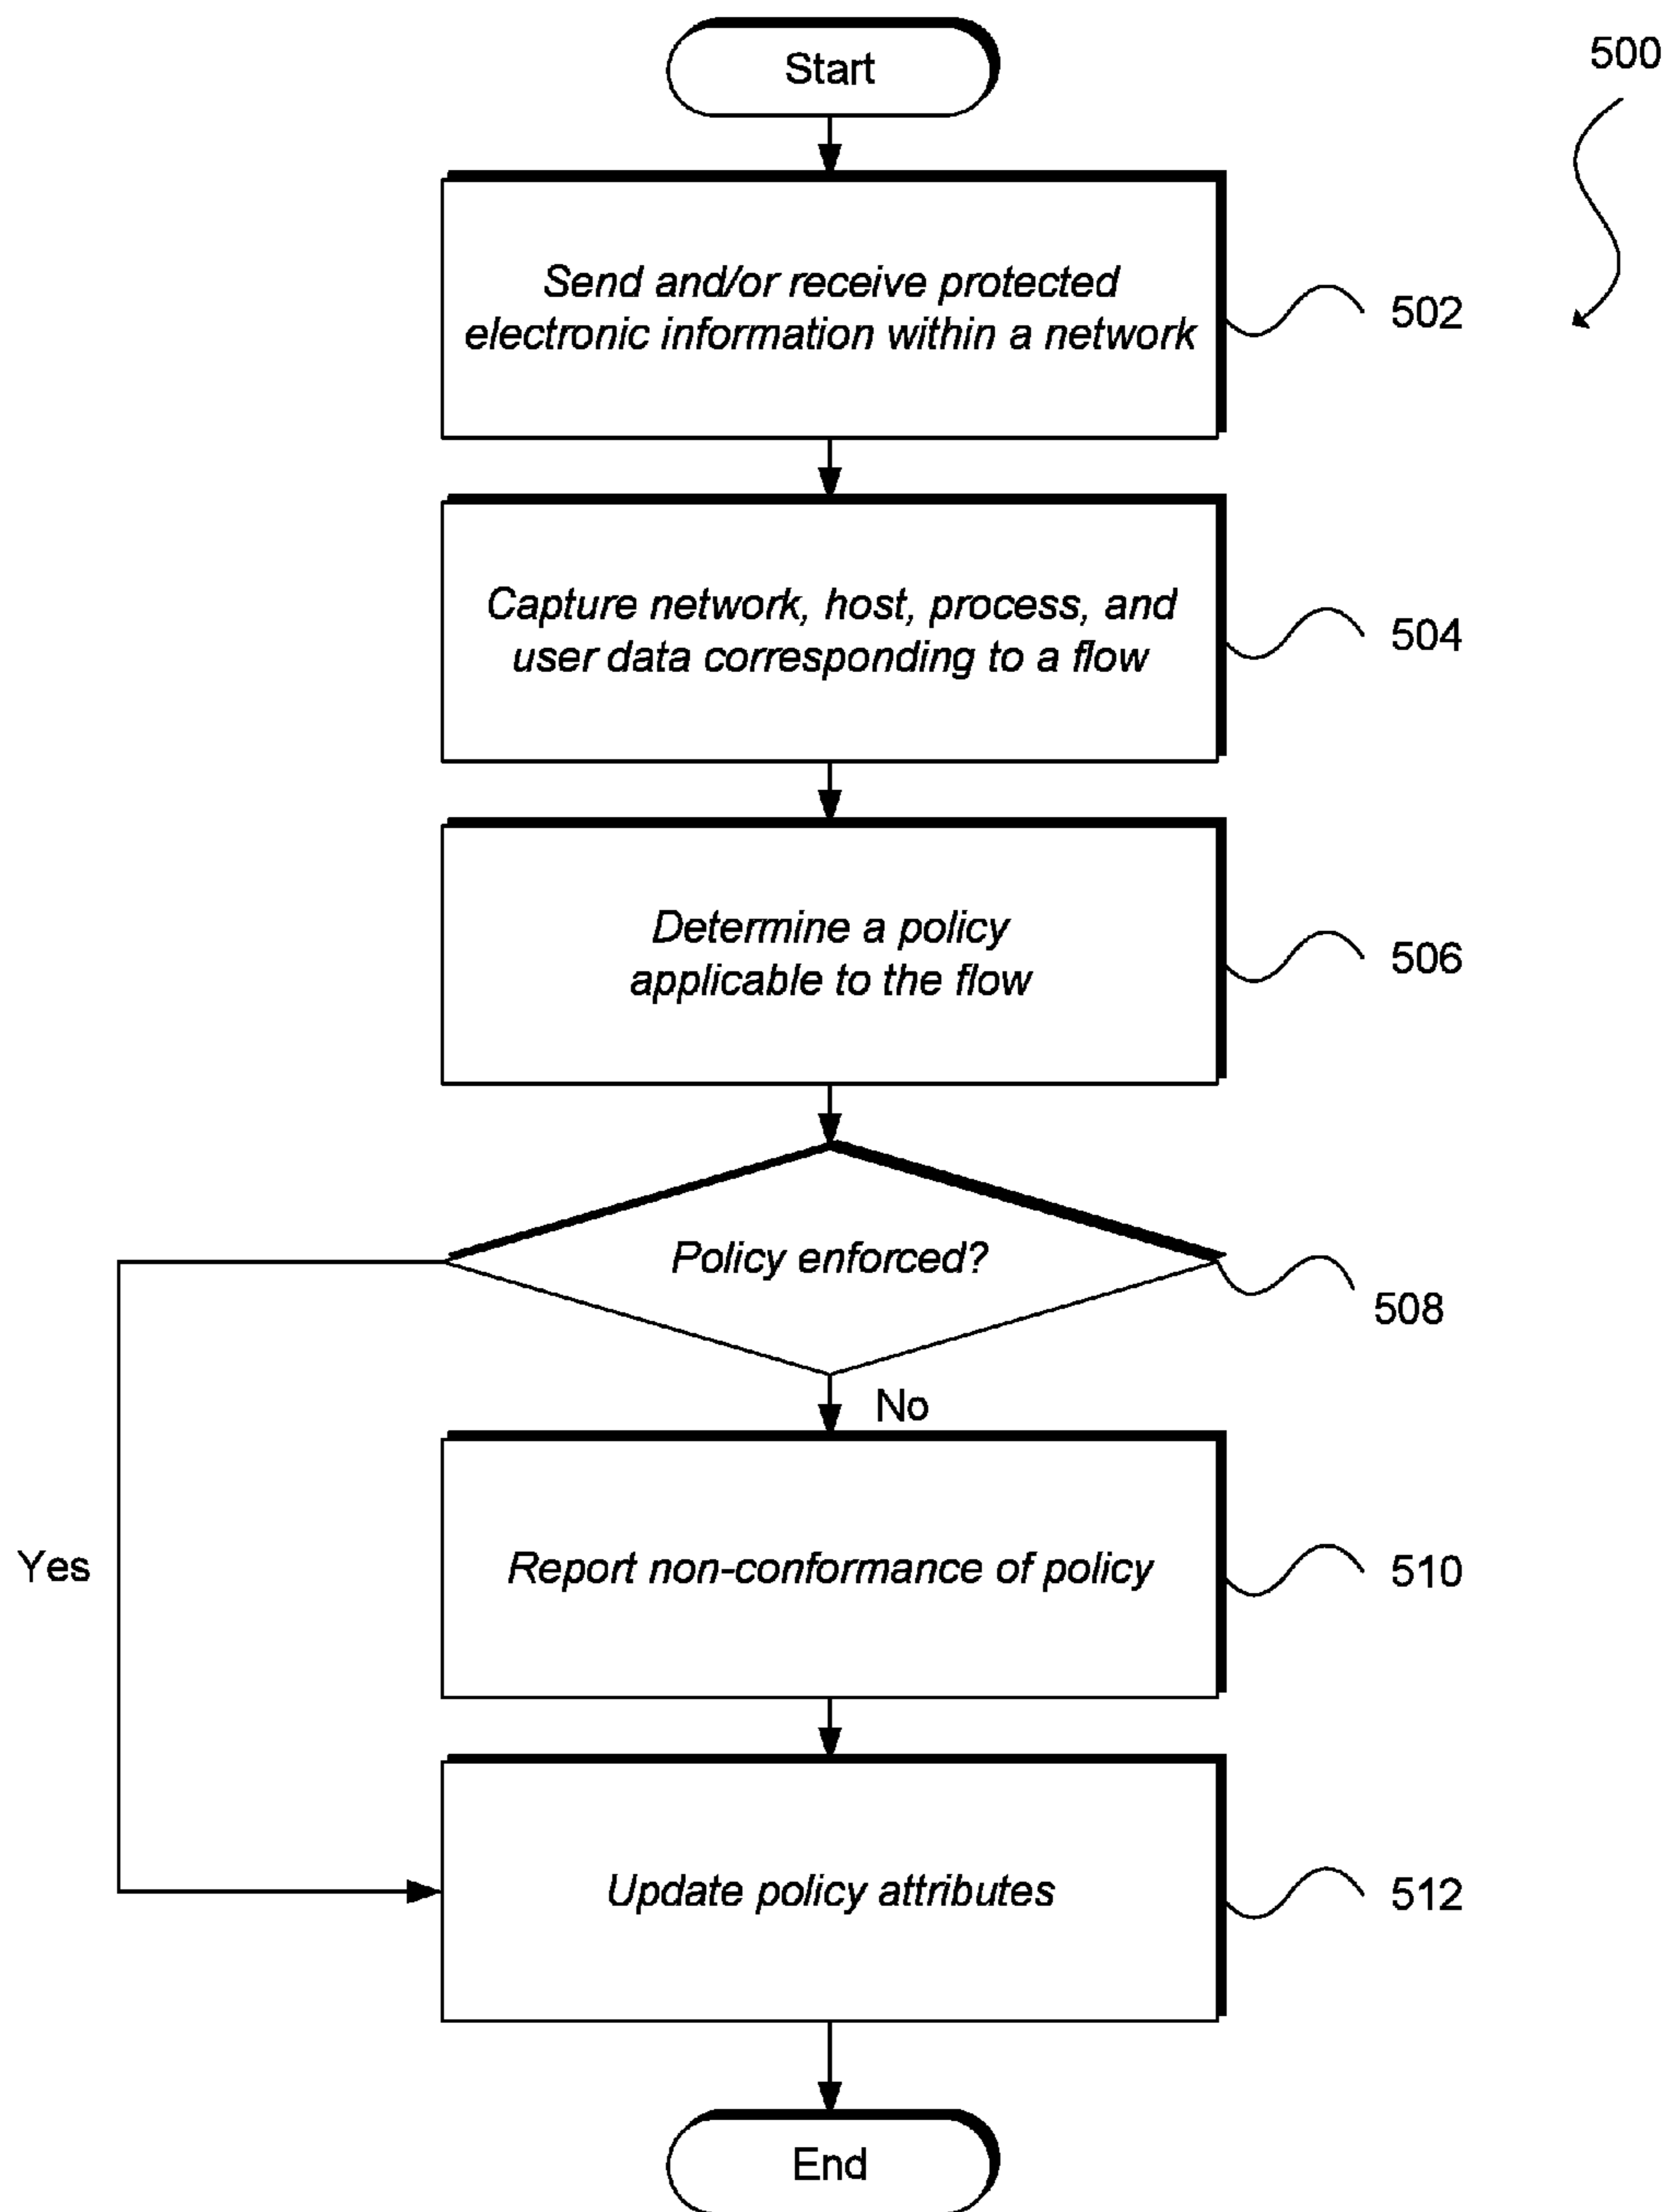 Start
500
Send and/or receive protected
electronic information within a network
502
Capture network, host, process, and
user data corresponding to a flow
504
Determine a policy
applicable to the flow
506
Policy enforced?
508
No
Yes
Report non-conformance of policy
510
Update policy attributes
512
End